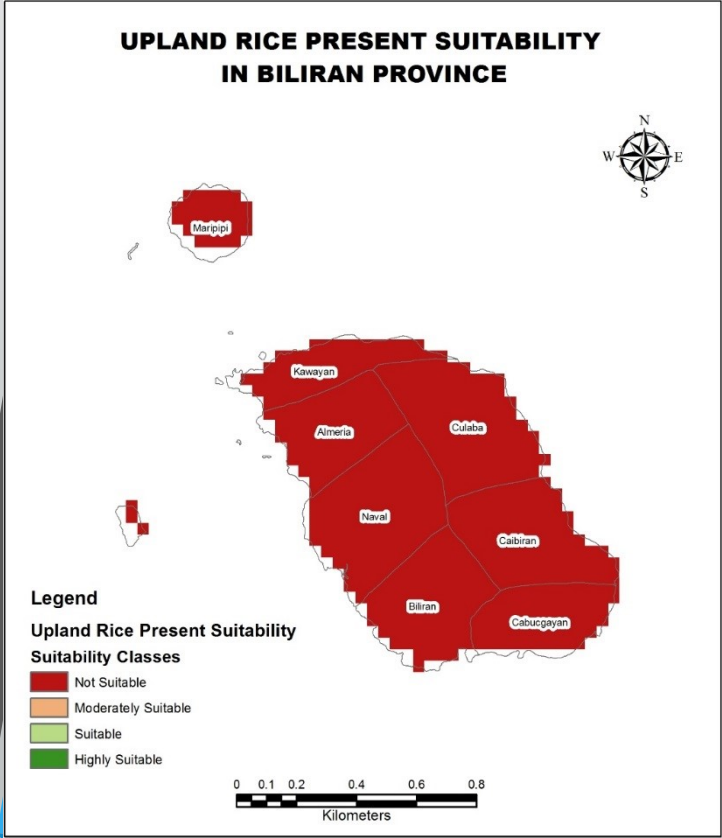 UPLAND RICE PRESENT SUITABILITY
IN BILIRAN PROVINCE
N
W E
S
Maripipi
Kawayan
Almeria
Culaba
Naval
Caibiran
Biliran
Cabucgayan
Legend
Upland Rice Present Suitability
Suitability Classes
Not Suitable
Moderately Suitable
Suitable
Highly Suitable
0 0.1 0.2 0.4 0.6 0.8
Kilometers